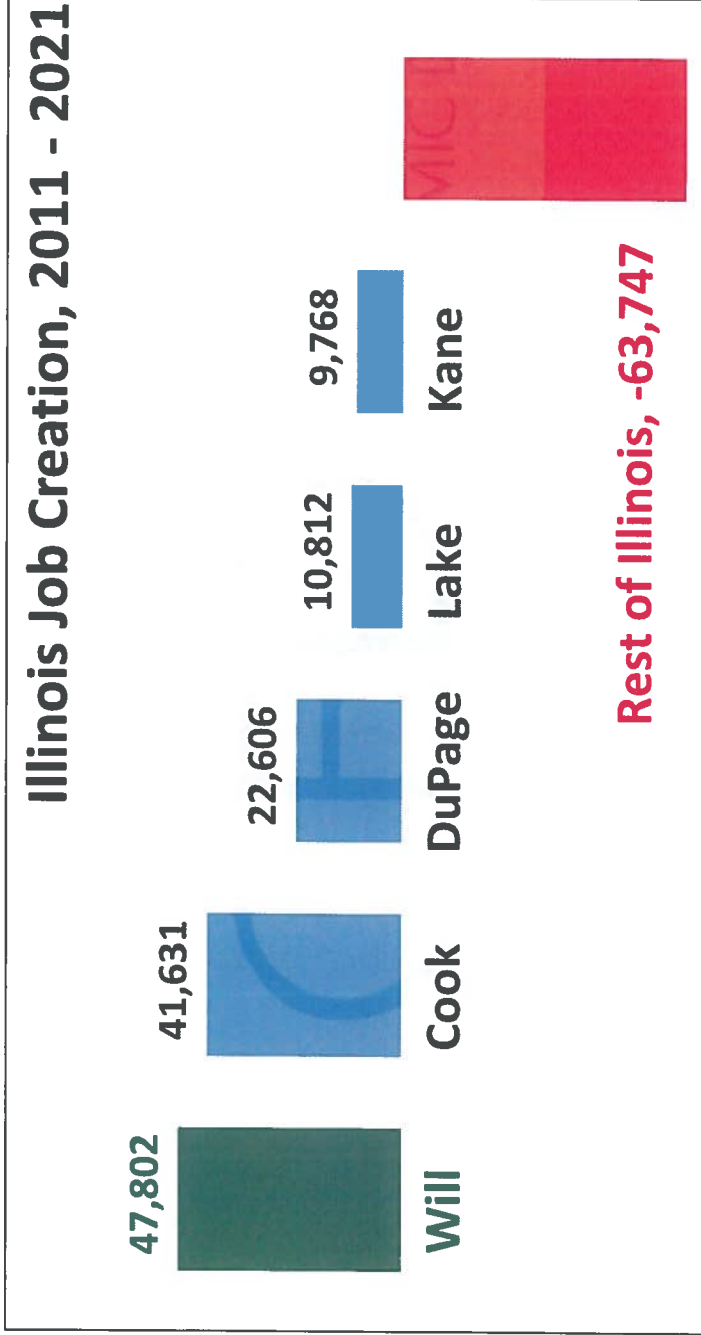 Illinois Job Creation, 2011 - 2021
47,802
41,631
22,606
10,812
9,768
Will
Cook
DuPage
Lake
Kane
Rest of Illinois, -63,747
MIC